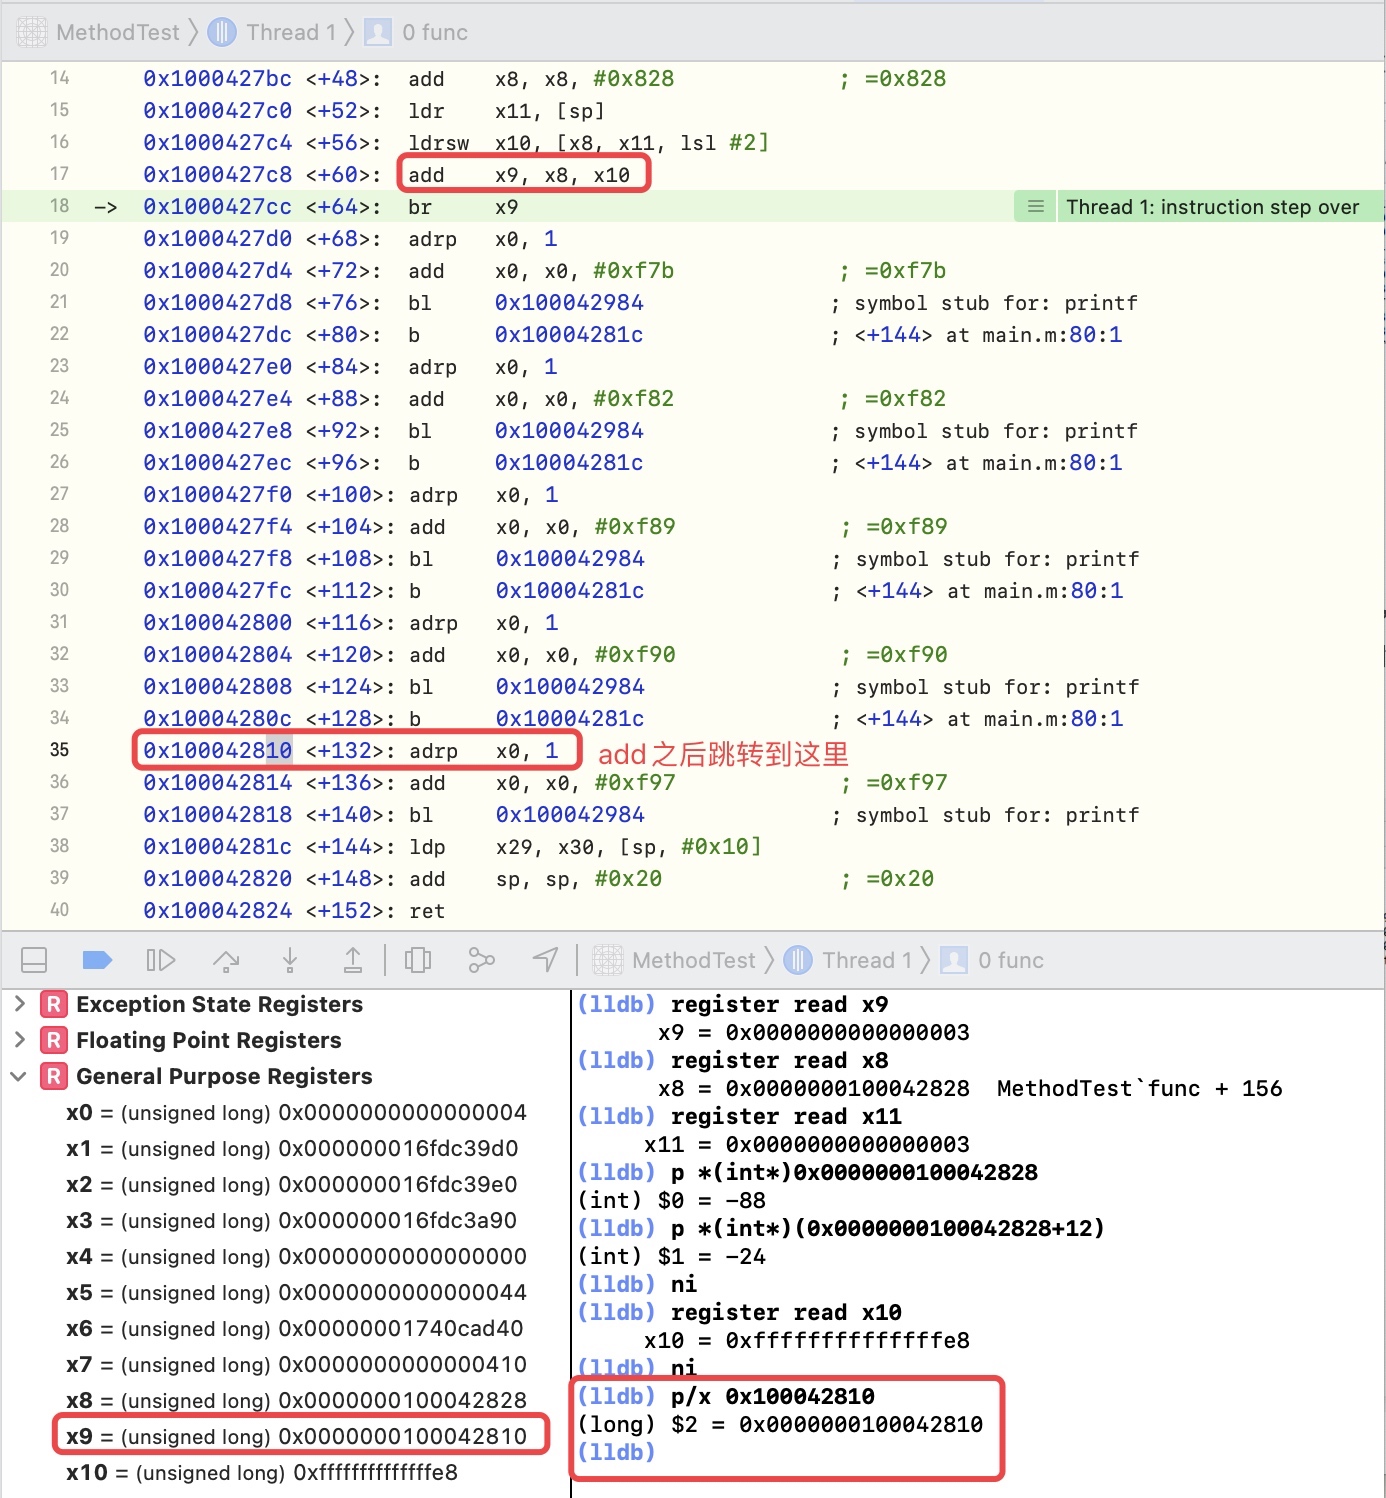 MethodTest 〉 Thread 1 〉 0 func
14 0x1000427bc <+48>: add x8, x8, #0x828 ; =0x828
15 0x1000427c0 <+52>: ldr x11, [sp]
16 0x1000427c4 <+56>: ldrsw x10, [x8, x11, lsl #2]
17 0x1000427c8 <+60>: add x9, x8, x10
18 -> 0x1000427cc <+64>: br x9 Thread 1: instruction step over
19 0x1000427d0 <+68>: adrp x0, 1
20 0x1000427d4 <+72>: add x0, x0, #0xf7b ; =0xf7b
21 0x1000427d8 <+76>: bl 0x100042984 ; symbol stub for: printf
22 0x1000427dc <+80>: b 0x10004281c ; <+144> at main.m:80:1
23 0x1000427e0 <+84>: adrp x0, 1
24 0x1000427e4 <+88>: add x0, x0, #0xf82 ; =0xf82
25 0x1000427e8 <+92>: bl 0x100042984 ; symbol stub for: printf
26 0x1000427ec <+96>: b 0x10004281c ; <+144> at main.m:80:1
27 0x1000427f0 <+100>: adrp x0, 1
28 0x1000427f4 <+104>: add x0, x0, #0xf89 ; =0xf89
29 0x1000427f8 <+108>: bl 0x100042984 ; symbol stub for: printf
30 0x1000427fc <+112>: b 0x10004281c ; <+144> at main.m:80:1
31 0x100042800 <+116>: adrp x0, 1
32 0x100042804 <+120>: add x0, x0, #0xf90 ; =0xf90
33 0x100042808 <+124>: bl 0x100042984 ; symbol stub for: printf
34 0x10004280c <+128>: b 0x10004281c ; <+144> at main.m:80:1
35 0x100042810 <+132>: adrp x0, 1 add之后跳转到这里
36 0x100042814 <+136>: add x0, x0, #0xf97 ; =0xf97
37 0x100042818 <+140>: bl 0x100042984 ; symbol stub for: printf
38 0x10004281c <+144>: ldp x29, x30, [sp, #0x10]
39 0x100042820 <+148>: add sp, sp, #0x20 ; =0x20
40 0x100042824 <+152>: ret
MethodTest 〉 Thread 1 〉 0 func
R Exception State Registers
R Floating Point Registers
R General Purpose Registers
x0 = (unsigned long) 0x0000000000000004
x1 = (unsigned long) 0x000000016fdc39d0
x2 = (unsigned long) 0x000000016fdc39e0
x3 = (unsigned long) 0x000000016fdc3a90
x4 = (unsigned long) 0x0000000000000000
x5 = (unsigned long) 0x0000000000000044
x6 = (unsigned long) 0x00000001740cad40
x7 = (unsigned long) 0x0000000000000410
x8 = (unsigned long) 0x0000000100042828
x9 = (unsigned long) 0x0000000100042810
x10 = (unsigned long) 0xffffffffffffffe8
(lldb) register read x9
x9 = 0x0000000000000003
(lldb) register read x8
x8 = 0x0000000100042828 MethodTest`func + 156
(lldb) register read x11
x11 = 0x0000000000000003
(lldb) p *(int*)0x0000000100042828
(int) $0 = -88
(lldb) p *(int*)(0x0000000100042828+12)
(int) $1 = -24
(lldb) ni
(lldb) register read x10
x10 = 0xffffffffffffffe8
(lldb) ni
(lldb) p/x 0x100042810
(long) $2 = 0x0000000100042810
(lldb)